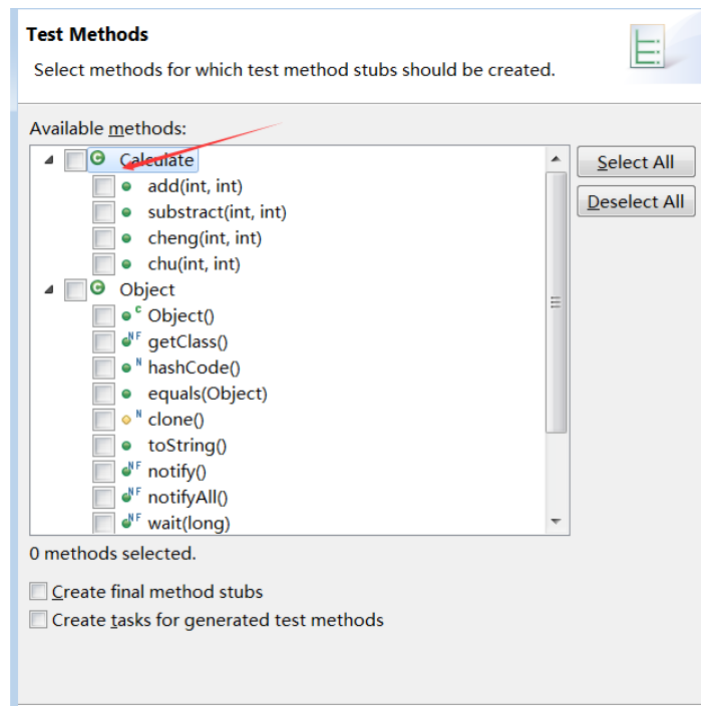 Test Methods
Select methods for which test method stubs should be created.
Available methods:
Calculate
Select All
add(int, int)
Deselect All
substract(int, int)
cheng(int, int)
chu(int, int)
Object
Object()
getClass()
hashCode()
equals(Object)
clone()
toString()
notify()
notifyAll()
wait(long)
0 methods selected.
Create final method stubs
Create tasks for generated test methods